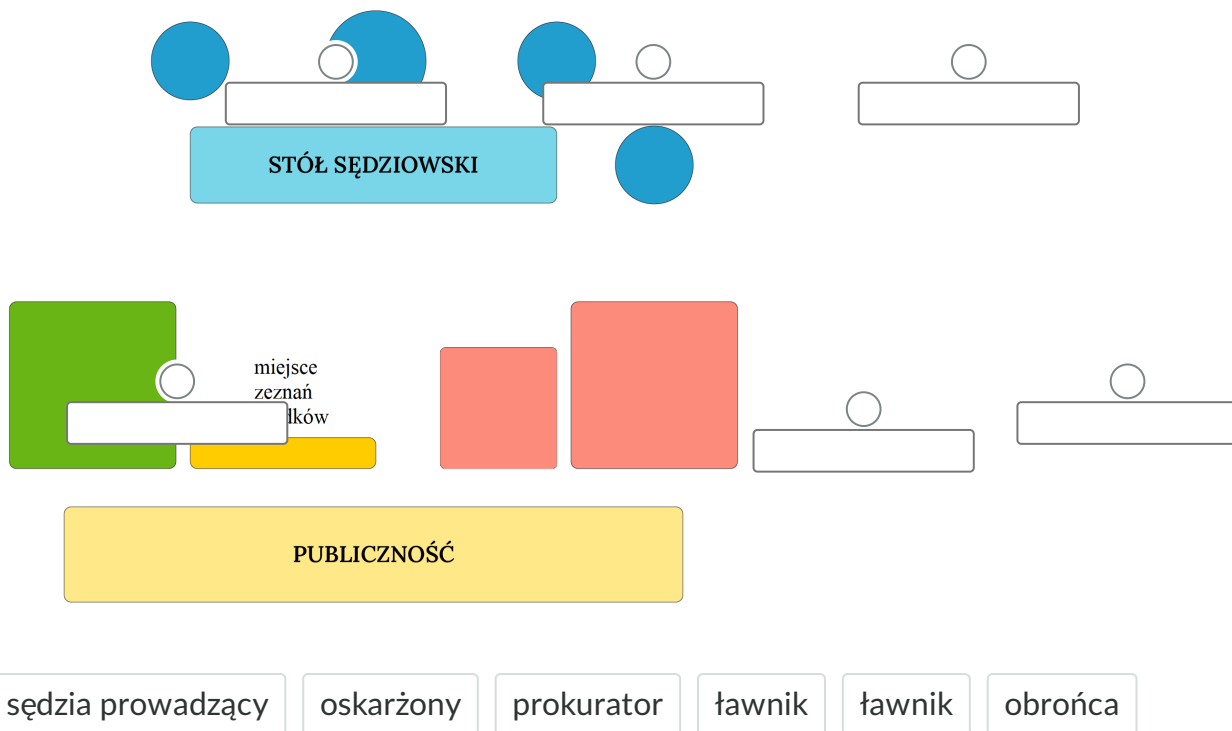 STÓŁ SĘDZIOWSKI
miejsce
zeznań
PUBLICZNOŚĆ
sędzia prowadzący
oskarżony
prokurator
ławnik
ławnik
obrońca